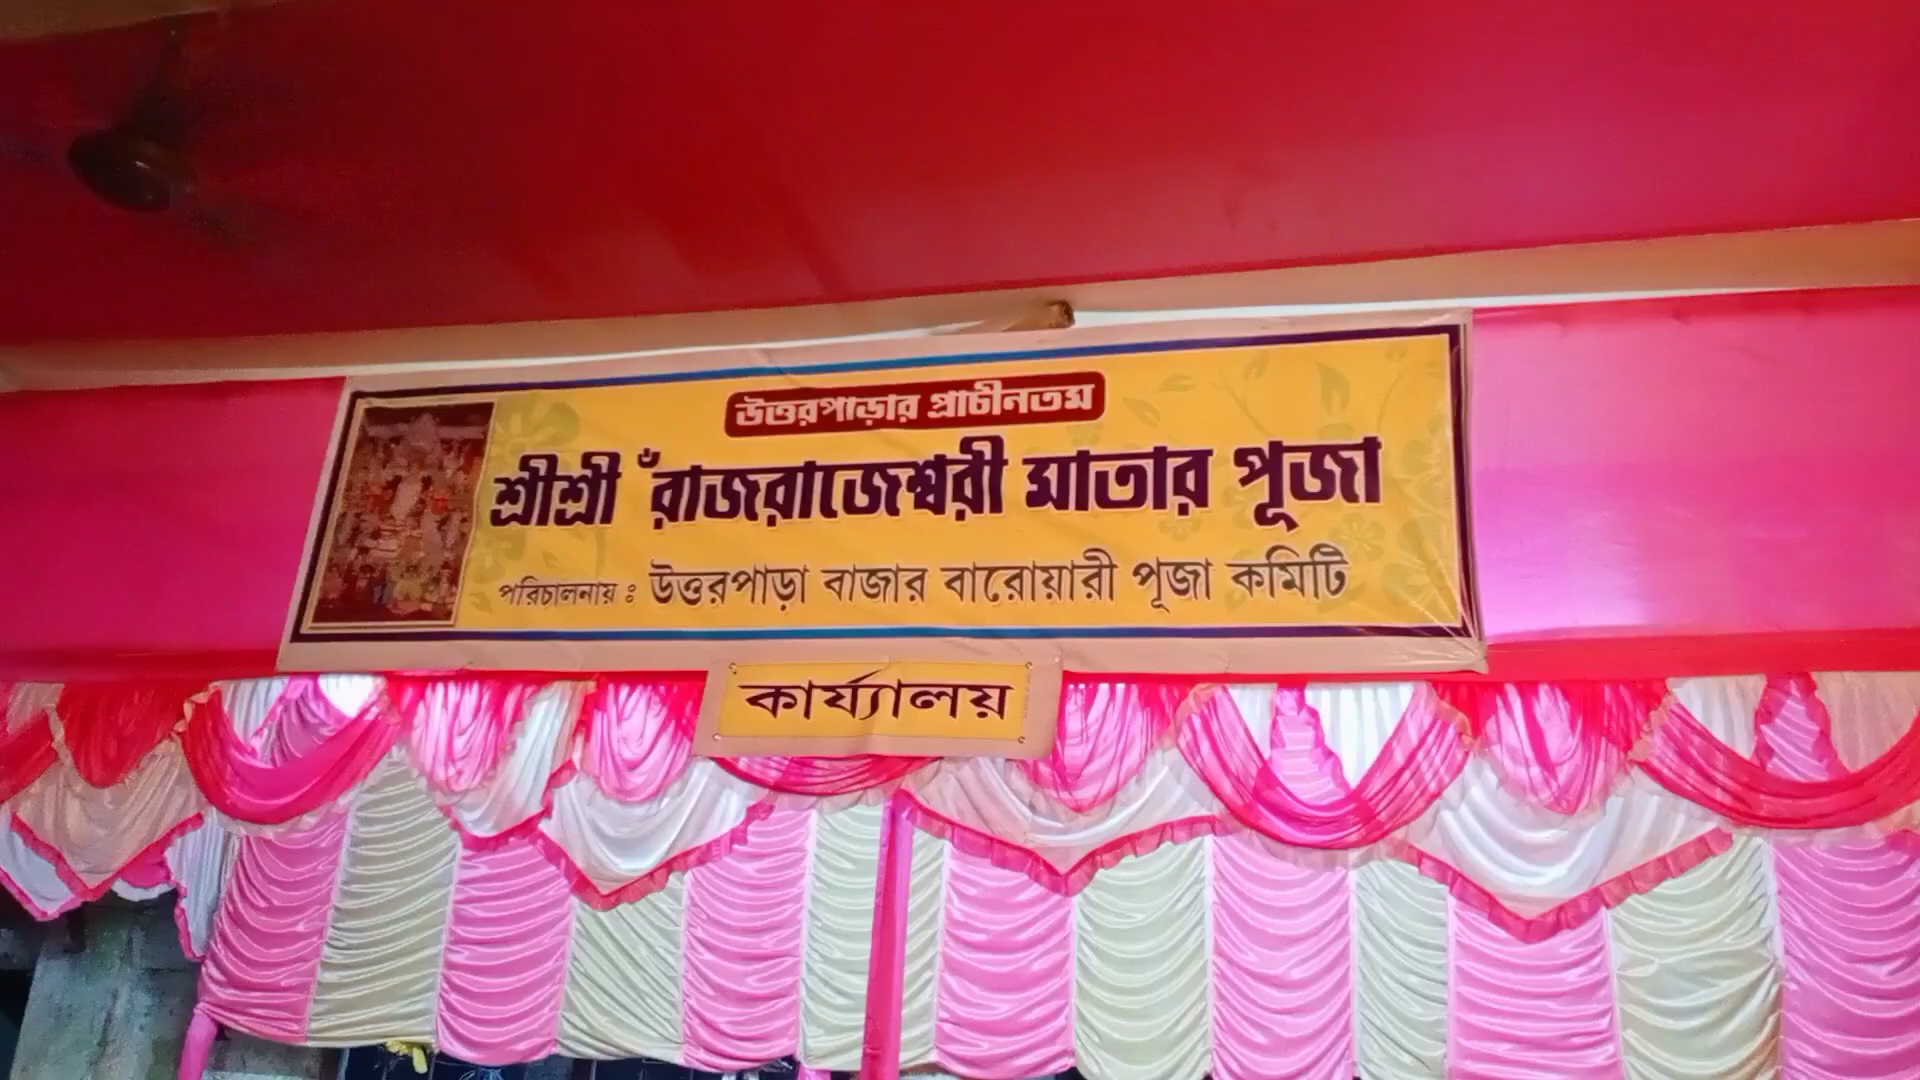 উত্তরপাড়ার প্রাচীনতম
শ্রীশ্রী ঁরাজরাজেশ্বরী মাতার পূজা
পরিচালনায় ঃ উত্তরপাড়া বাজার বারোয়ারী পূজা কমিটি
কার্য্যালয়